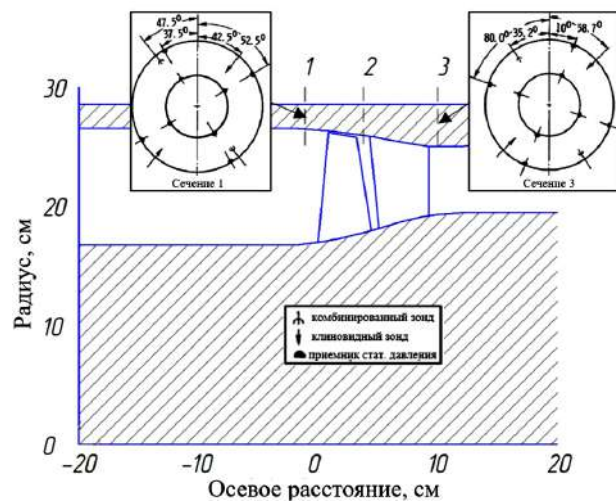 47.5°
37.5°
42.5°
52.5°
Сечение 1
80.0°
35.2°
10°
58.7°
Сечение 3
1 2 3
30
20
10
0
Радиус, см
комбинированный зонд
клиновидный зонд
приемник стат. давления
-20 -10 0 10 20
Осевое расстояние, см